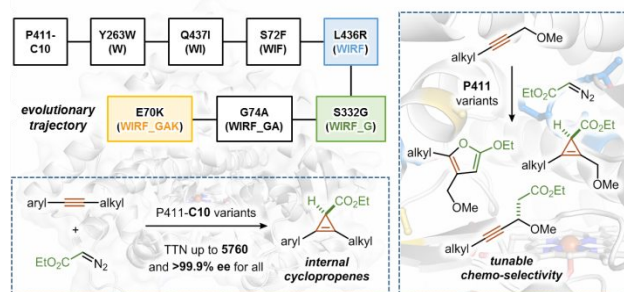 P411-
C10
Y263W
(W)
Q437I
(WI)
S72F
(WIF)
L436R
(WIRF)
evolutionary
trajectory
E70K
(WIRF_GAK)
G74A
(WIRF_GA)
S332G
(WIRF_G)
aryl
alkyl
+
EtO₂C
N₂
P411-C10 variants
TTN up to 5760
and >99.9% ee for all
H
CO₂Et
aryl
alkyl
internal
cyclopropenes
OMe
alkyl
P411
variants
EtO₂C
N₂
alkyl
O
OEt
OMe
H
CO₂Et
alkyl
OMe
CO₂Et
OMe
alkyl
tunable
chemo-selectivity